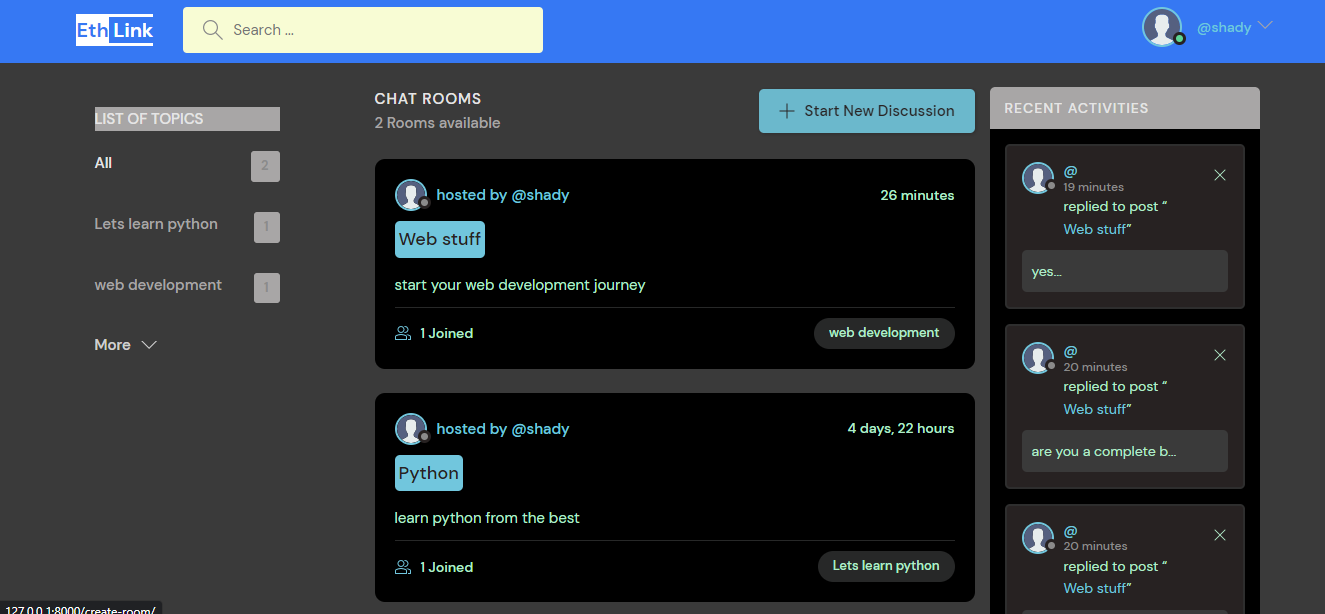 Eth Link
Search ...
@shady
LIST OF TOPICS
All 2
Lets learn python 1
web development 1
More
CHAT ROOMS
2 Rooms available
Start New Discussion
hosted by @shady 26 minutes
Web stuff
start your web development journey
1 Joined web development
hosted by @shady 4 days, 22 hours
Python
learn python from the best
1 Joined Lets learn python
RECENT ACTIVITIES
@
19 minutes
replied to post “
Web stuff”
yes...
@
20 minutes
replied to post “
Web stuff”
are you a complete b...
@
20 minutes
replied to post “
Web stuff”
127.0.0.1:8000/create-room/